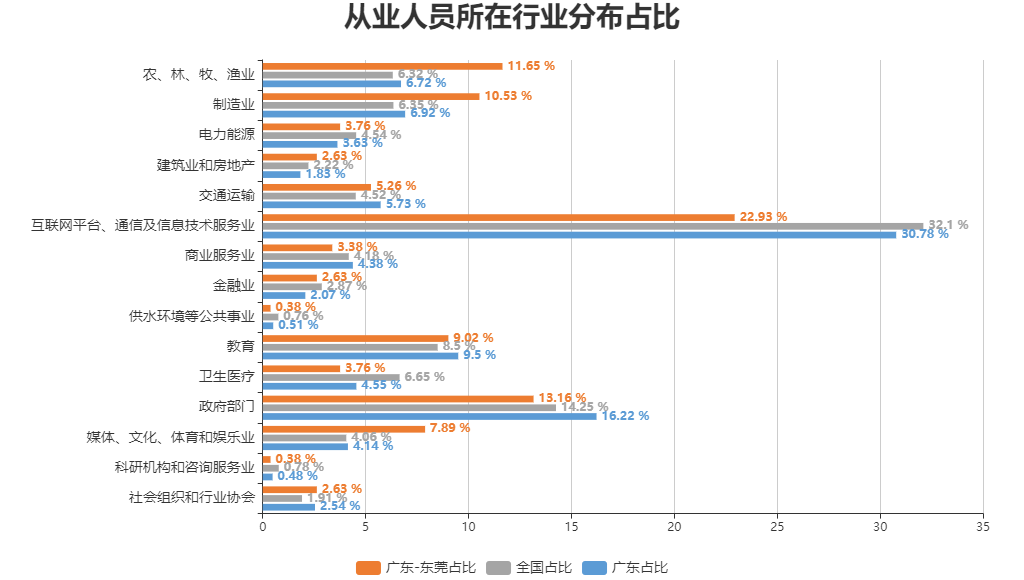 从业人员所在行业分布占比
农、林、牧、渔业
11.65 %
6.32 %
6.72 %
制造业
10.53 %
6.35 %
6.92 %
电力能源
3.76 %
4.54 %
3.63 %
建筑业和房地产
2.63 %
2.22 %
1.83 %
交通运输
5.26 %
4.52 %
5.73 %
互联网平台、通信及信息技术服务业
22.93 %
32.1 %
30.78 %
商业服务业
3.38 %
4.18 %
4.38 %
金融业
2.63 %
2.87 %
2.07 %
供水环境等公共事业
0.38 %
0.76 %
0.51 %
教育
9.02 %
8.5 %
9.5 %
卫生医疗
3.76 %
6.65 %
4.55 %
政府部门
13.16 %
14.25 %
16.22 %
媒体、文化、体育和娱乐业
7.89 %
4.06 %
4.14 %
科研机构和咨询服务业
0.38 %
0.78 %
0.48 %
社会组织和行业协会
2.63 %
1.91 %
2.54 %
0 5 10 15 20 25 30 35
广东-东莞占比 全国占比 广东占比